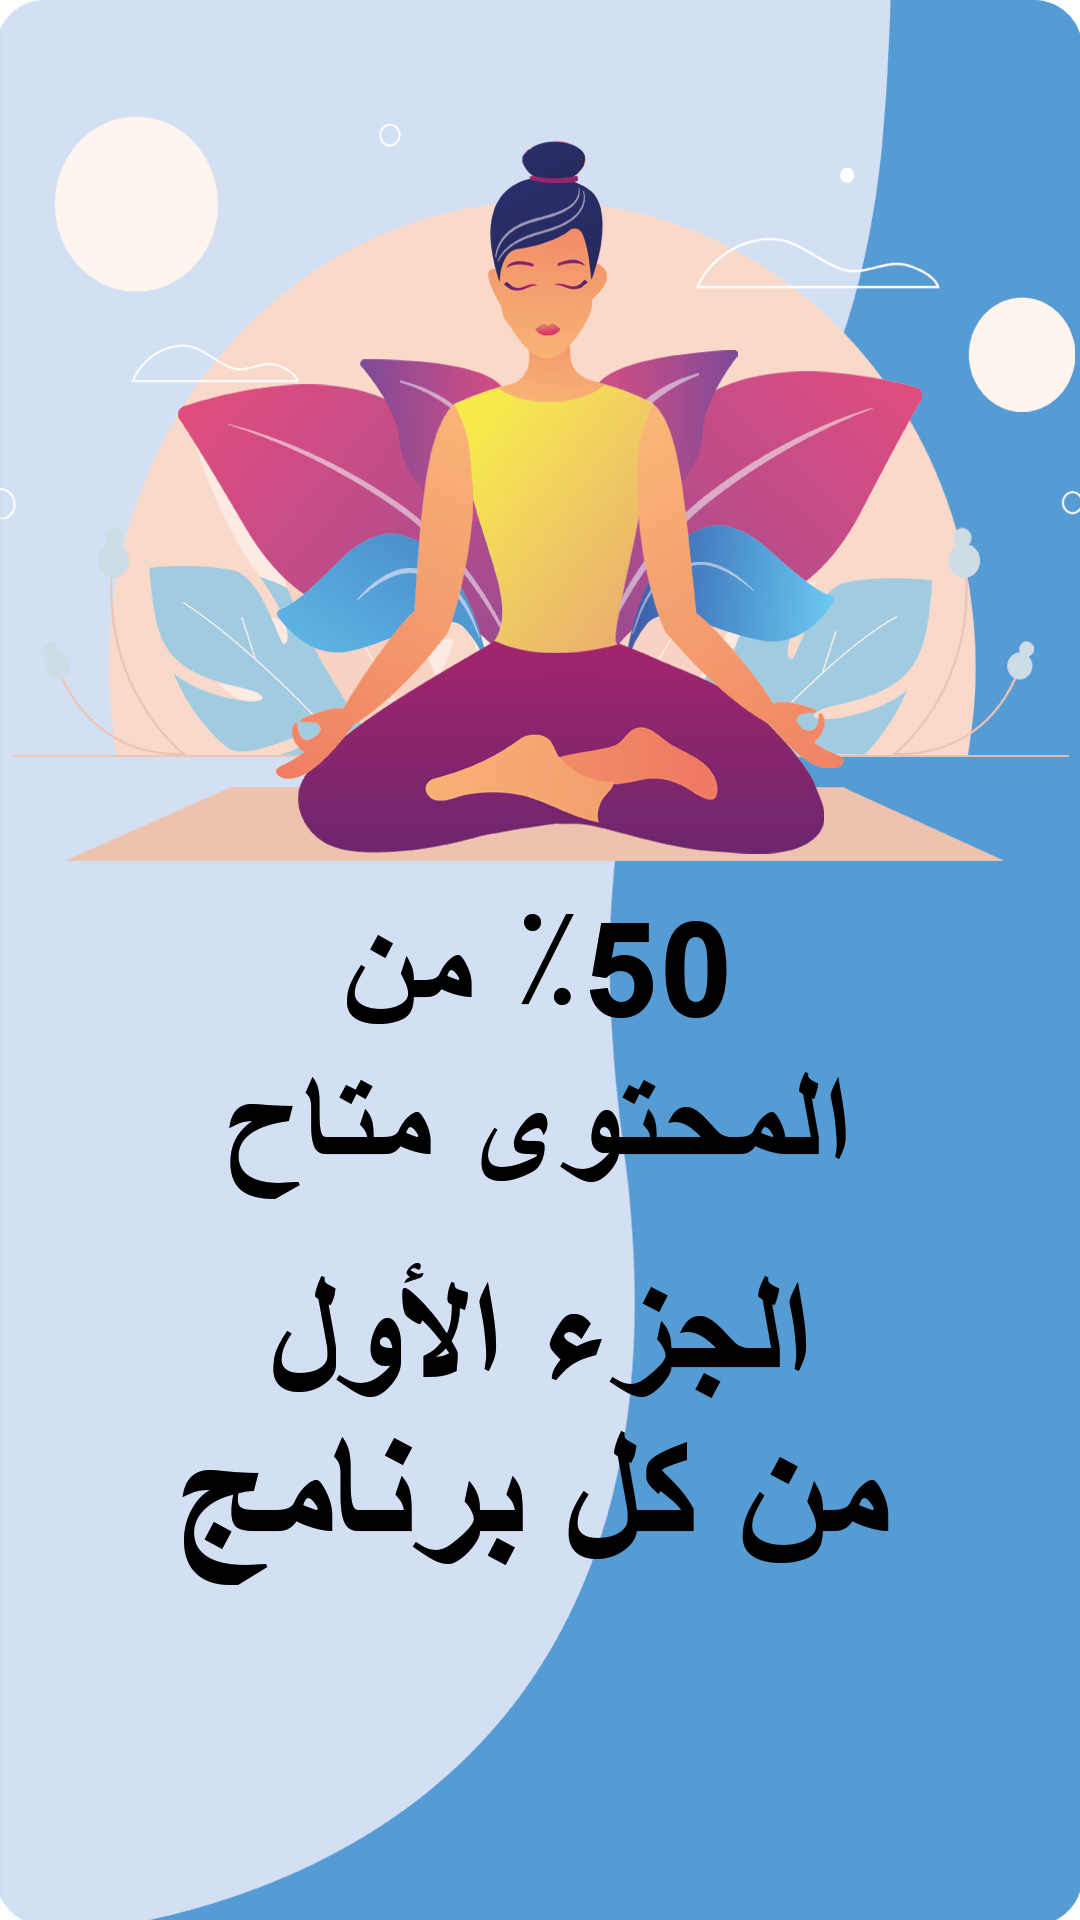 50٪ من
المحتوى متاح
الجزء الأول
من كل برنامج